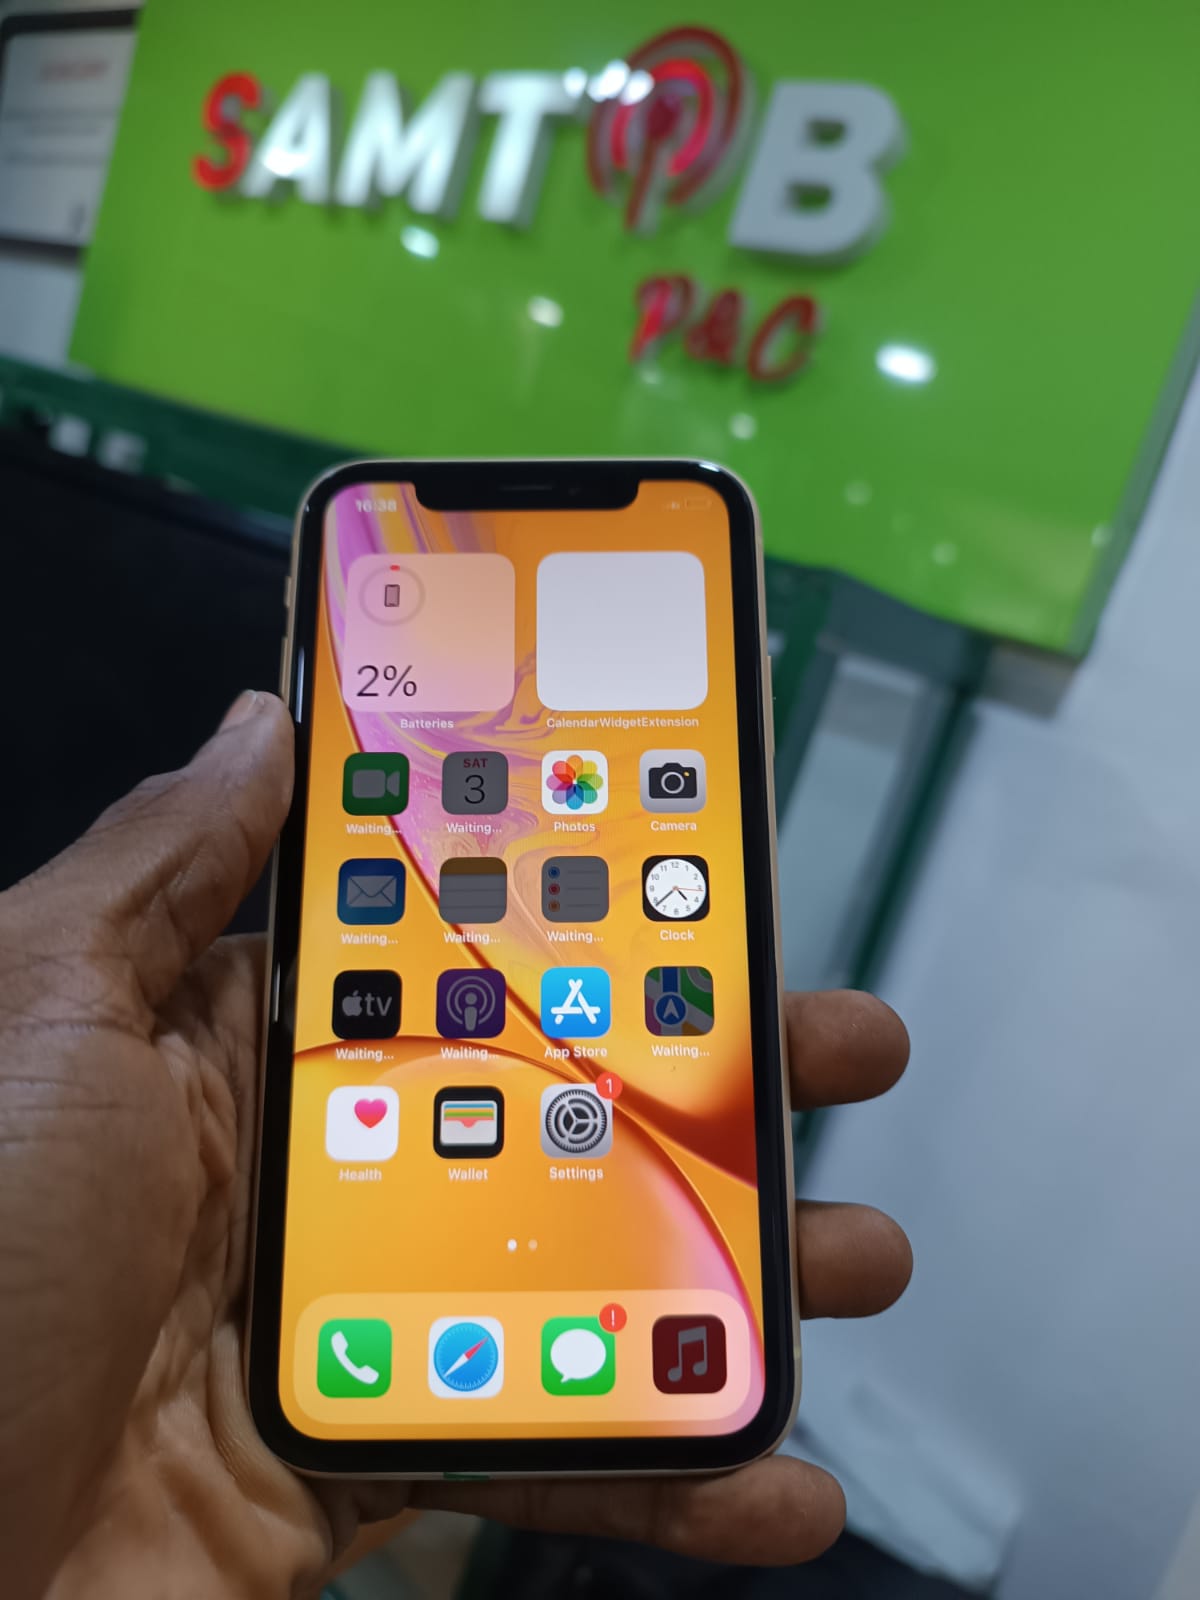 SAMTOB
P&C
16:38
2%
Batteries
CalendarWidgetExtension
SAT
3
Waiting...
Waiting...
Photos
Camera
Waiting...
Waiting...
Waiting...
Clock
tv
Waiting...
Waiting...
App Store
Waiting...
1
Health
Wallet
Settings
!